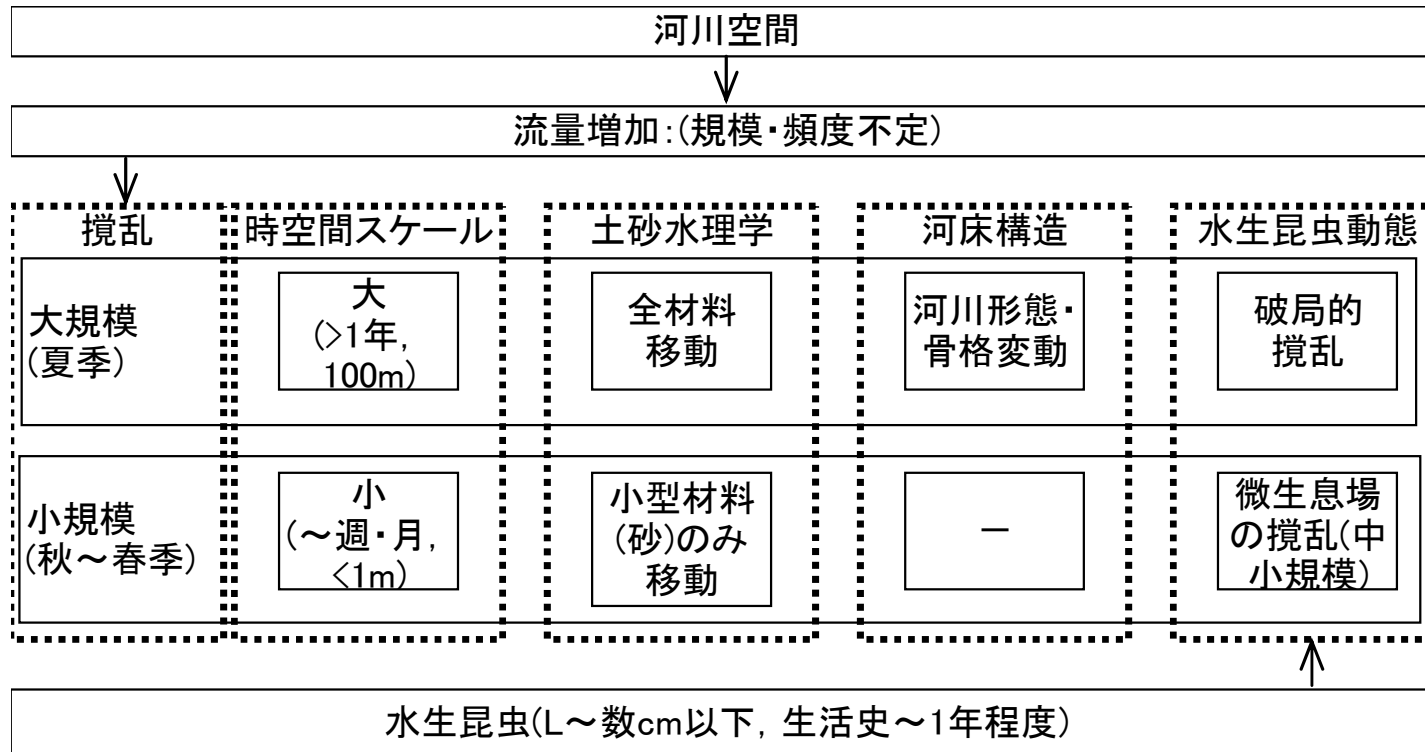 河川空間
流量増加:(規模・頻度不定)
攪乱
時空間スケール
土砂水理学
河床構造
水生昆虫動態
大規模
(夏季)
大
(>1年,
100m)
全材料
移動
河川形態・
骨格変動
破局的
攪乱
小規模
(秋～春季)
小
(～週・月,
<1m)
小型材料
(砂)のみ
移動
－
微生息場
の攪乱(中
小規模)
水生昆虫(L～数cm以下, 生活史～1年程度)